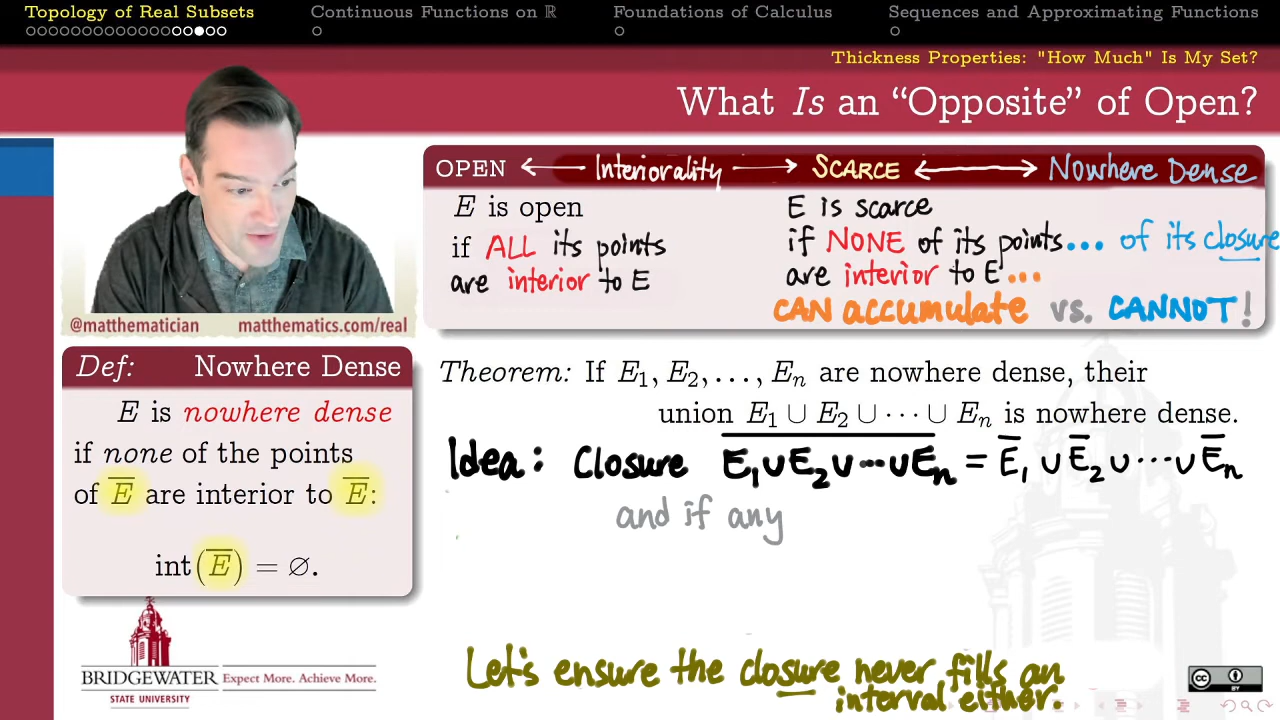 Topology of Real Subsets Continuous Functions on ℝ Foundations of Calculus Sequences and Approximating Functions
Thickness Properties: "How Much" Is My Set?
What Is an “Opposite” of Open?
OPEN ⟵ Interiorality ⟶ SCARCE ⟷ Nowhere Dense
E is open
if ALL its points
are interior to E
E is scarce
if NONE of its points... of its closure
are interior to E...
CAN accumulate vs. CANNOT!
@matthematician matthematics.com/real
Def: Nowhere Dense
E is nowhere dense
if none of the points
of E̅ are interior to E̅:
int(E̅) = ∅.
Theorem: If E₁, E₂, ..., Eₙ are nowhere dense, their
union E₁ ∪ E₂ ∪ ⋯ ∪ Eₙ is nowhere dense.
Idea: Closure E₁∪E₂∪⋯∪Eₙ = E̅₁ ∪ E̅₂ ∪ ⋯ ∪ E̅ₙ
and if any
Let's ensure the closure never fills an
interval either.
BRIDGEWATER
STATE UNIVERSITY
Expect More. Achieve More.
cc BY